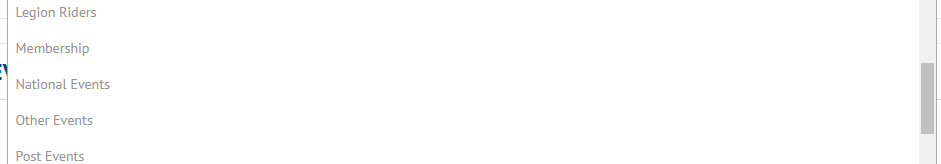 Legion Riders
Membership
National Events
Other Events
Post Events